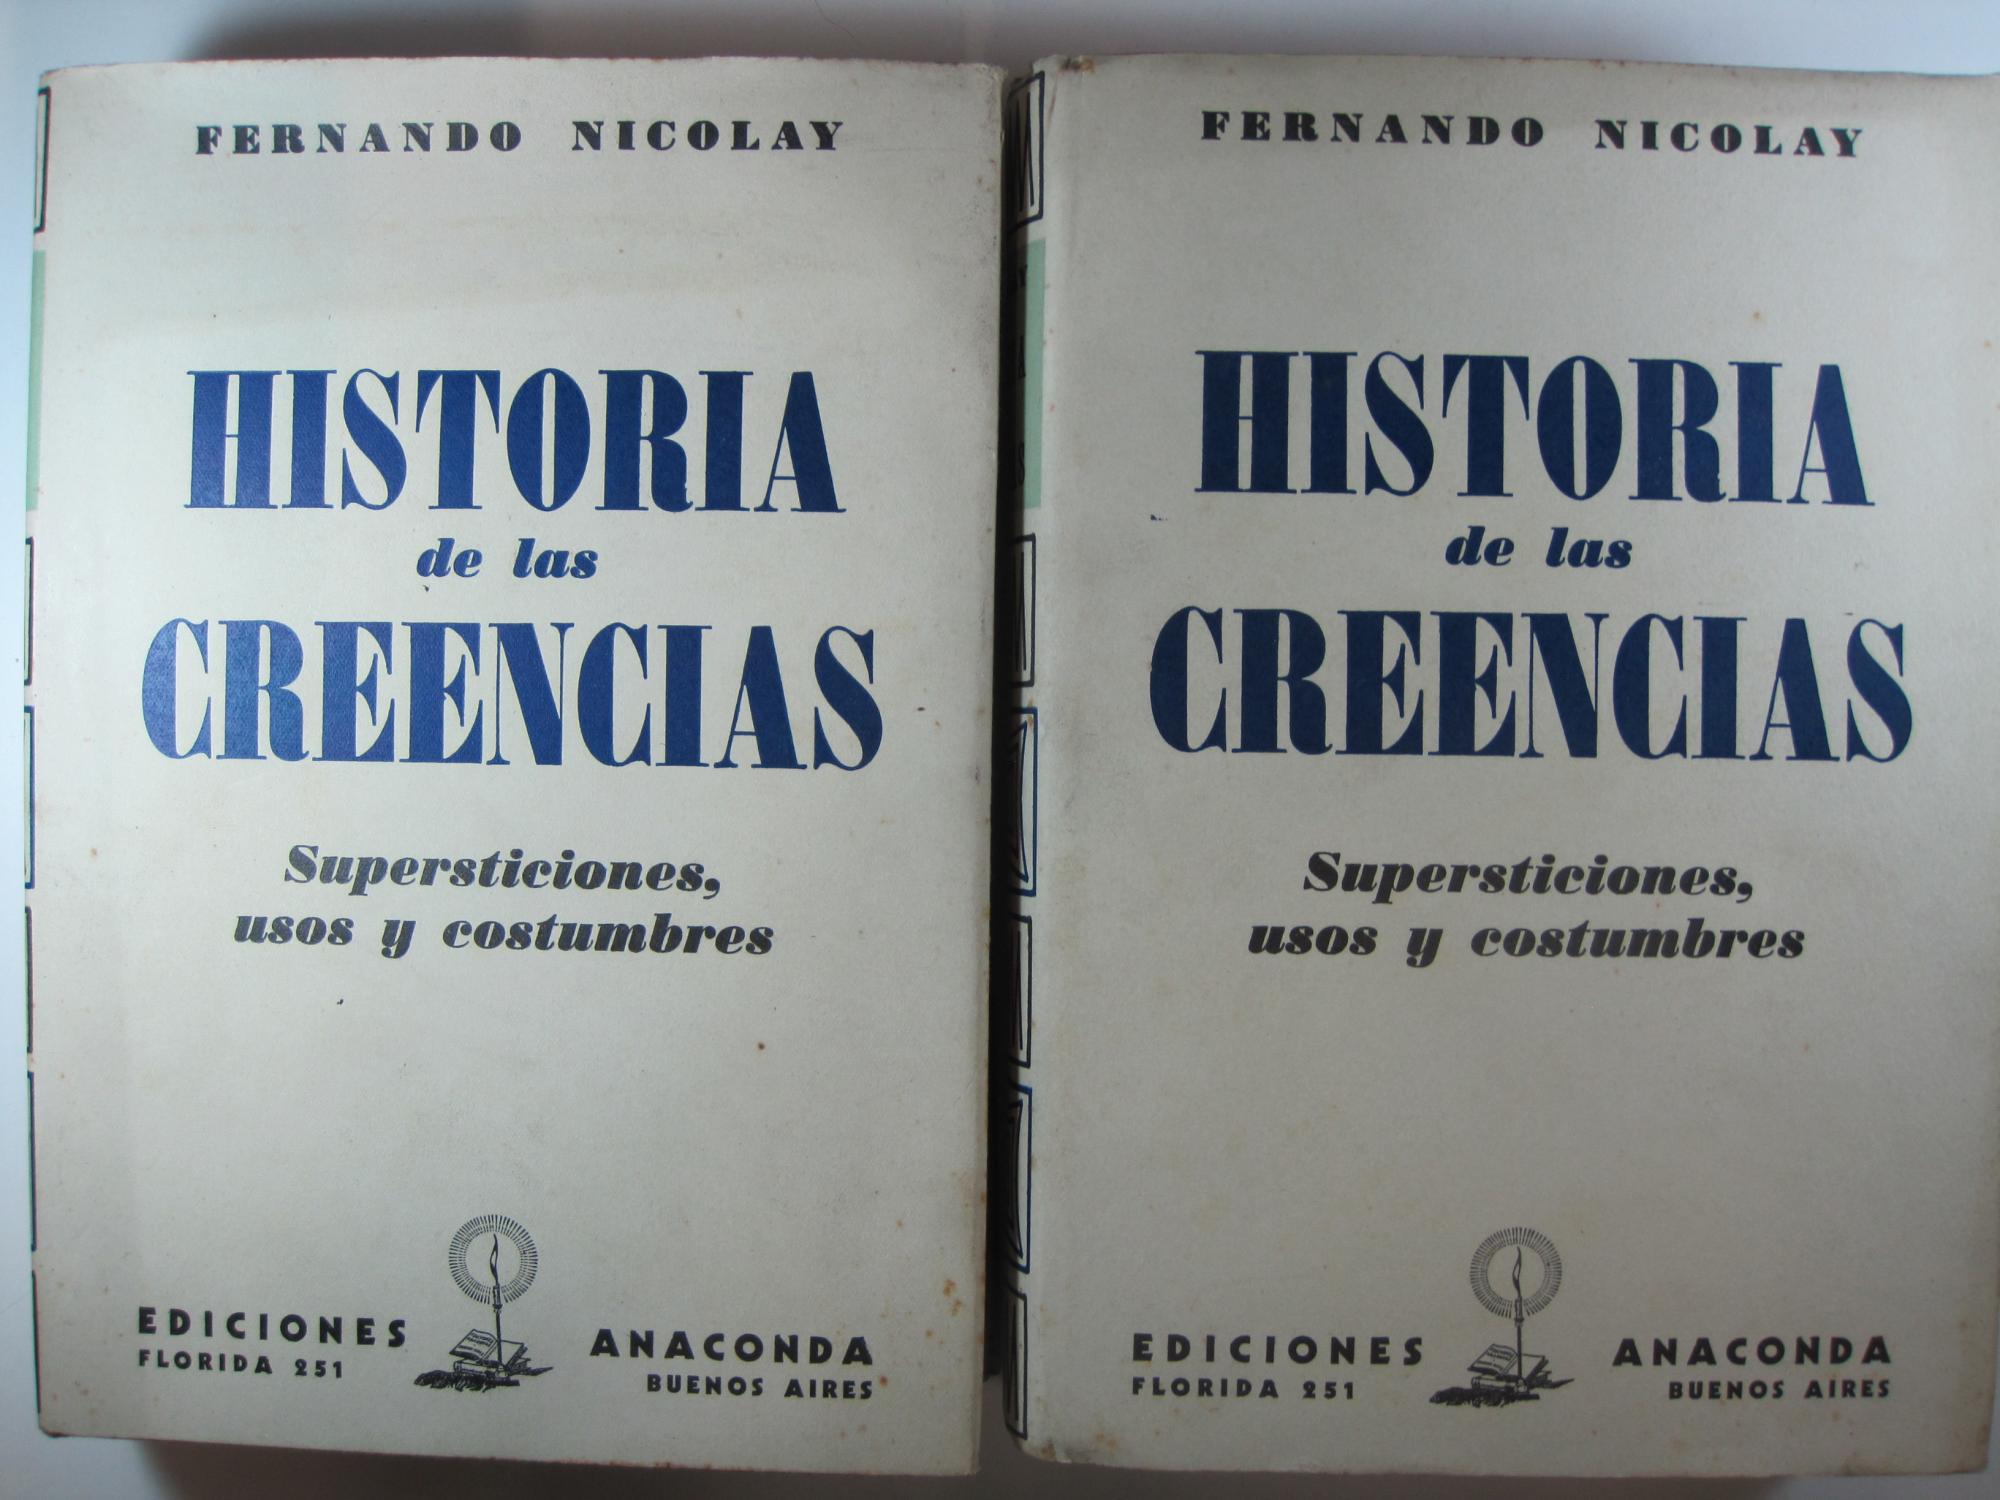 FERNANDO NICOLAY
HISTORIA
de las
CREENCIAS
Supersticiones,
usos y costumbres
EDICIONES
FLORIDA 251
ANACONDA
BUENOS AIRES
FERNANDO NICOLAY
HISTORIA
de las
CREENCIAS
Supersticiones,
usos y costumbres
EDICIONES
FLORIDA 251
ANACONDA
BUENOS AIRES